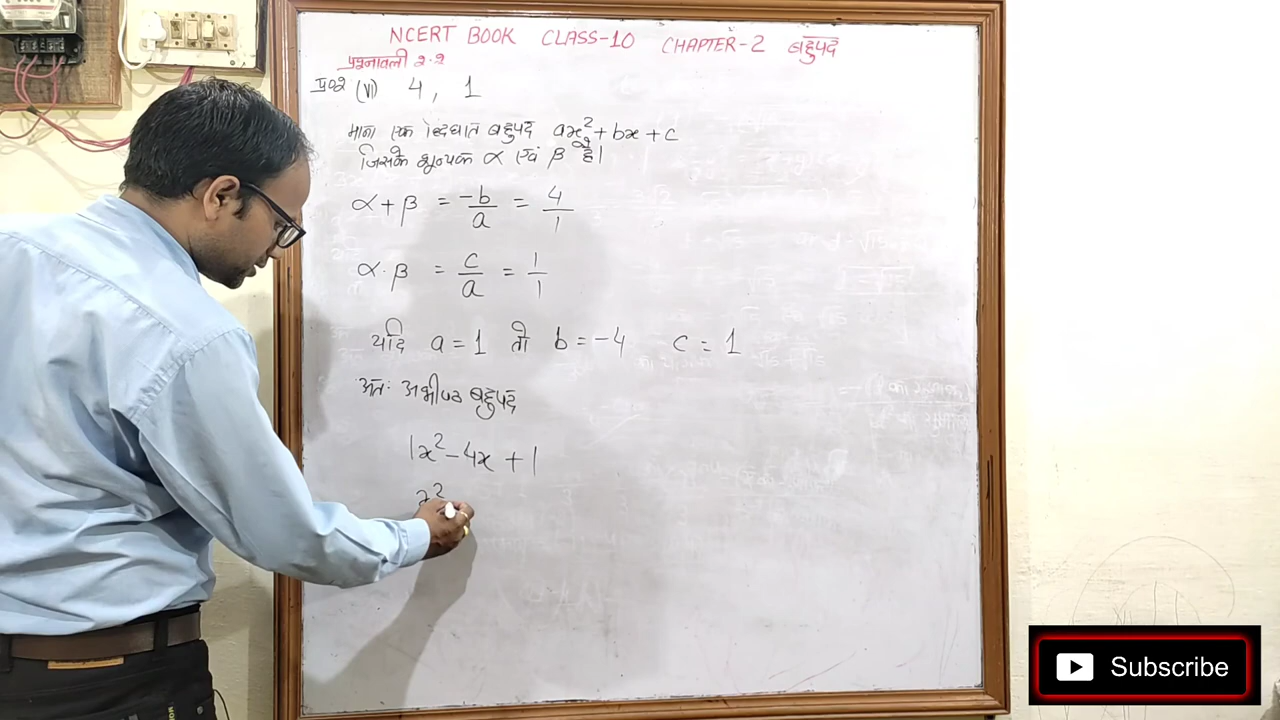 NCERT BOOK CLASS-10 CHAPTER-2 बहुपद
प्रश्नावली 2.2
प्र०2 (VI) 4, 1
माना एक द्विघात बहुपद ax²+bx+c
जिसके शून्यक α एवं β है।
α+β = -b/a = 4/1
α·β = c/a = 1/1
यदि a=1 तो b=-4 c=1
अतः अभीष्ठ बहुपद
1x²-4x+1
x²
Subscribe